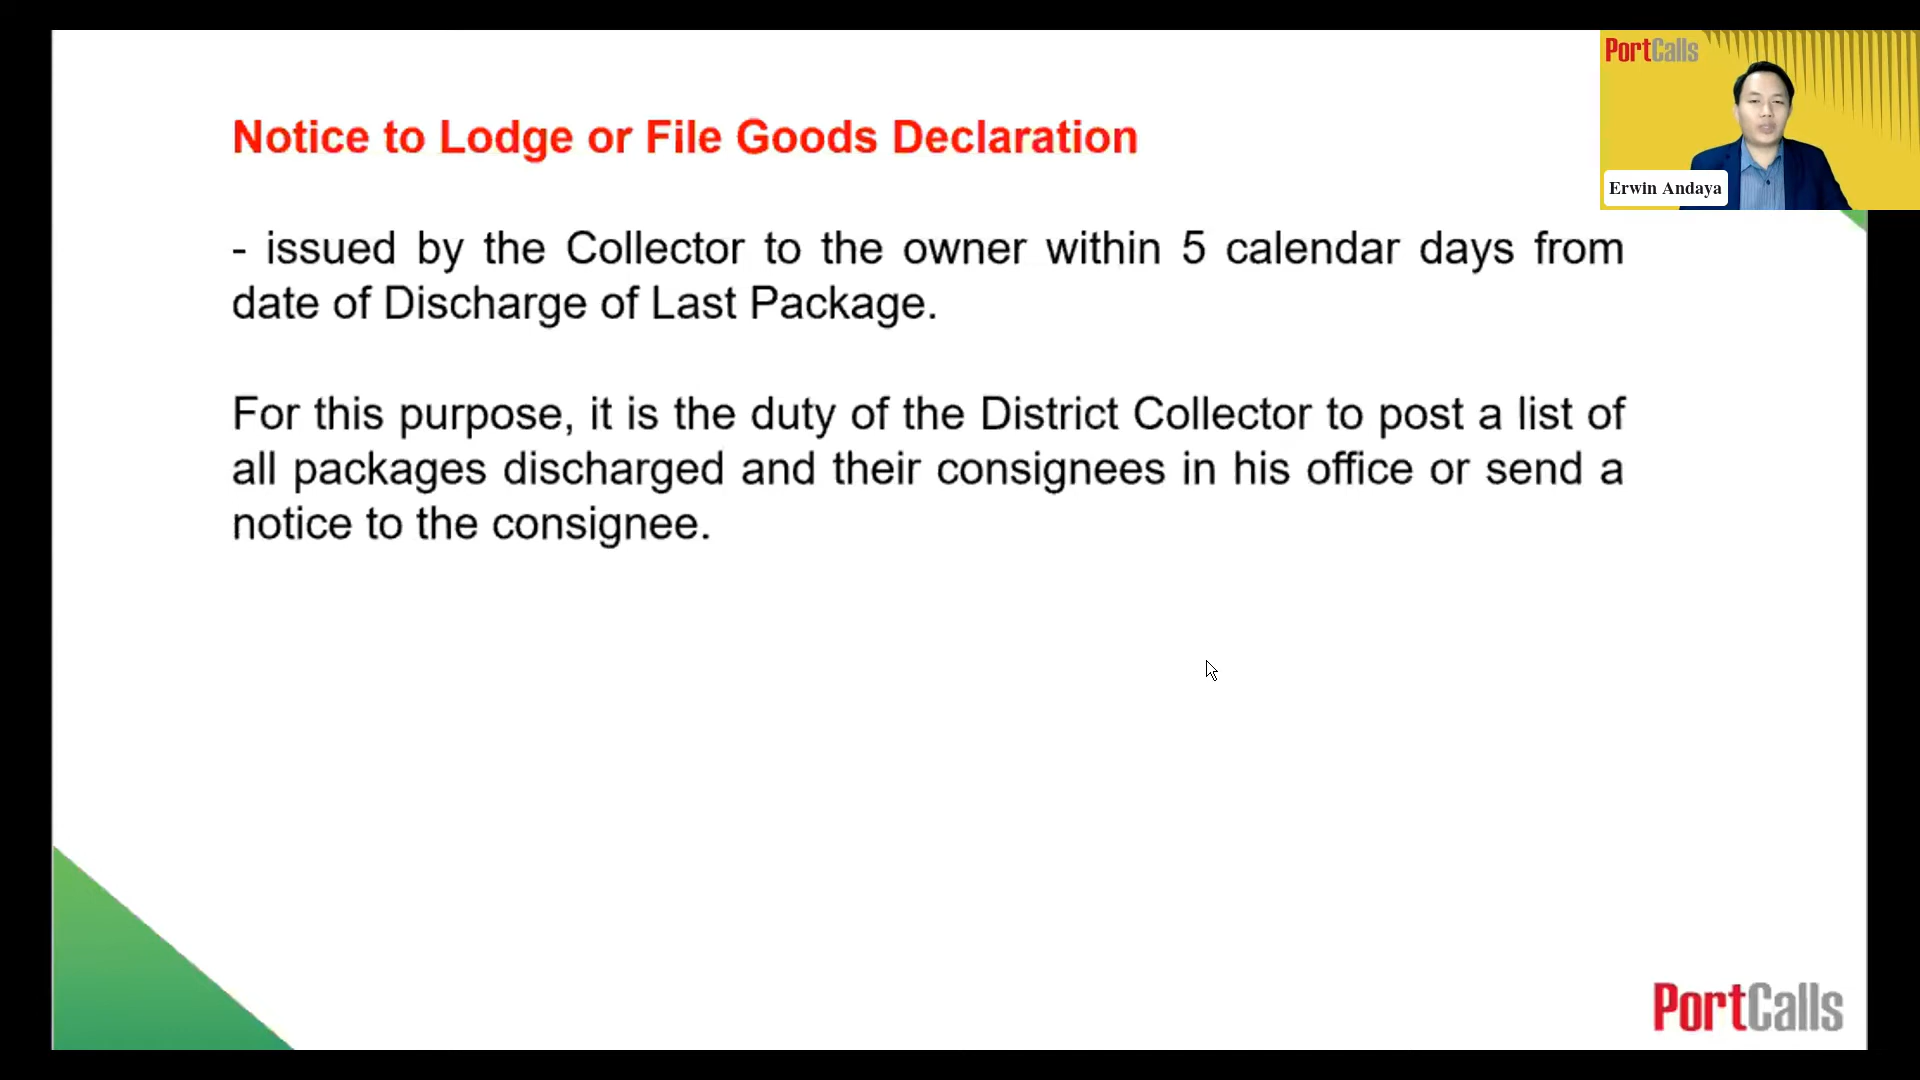 PortCalls
Erwin Andaya
Notice to Lodge or File Goods Declaration
- issued by the Collector to the owner within 5 calendar days from
date of Discharge of Last Package.
For this purpose, it is the duty of the District Collector to post a list of
all packages discharged and their consignees in his office or send a
notice to the consignee.
PortCalls